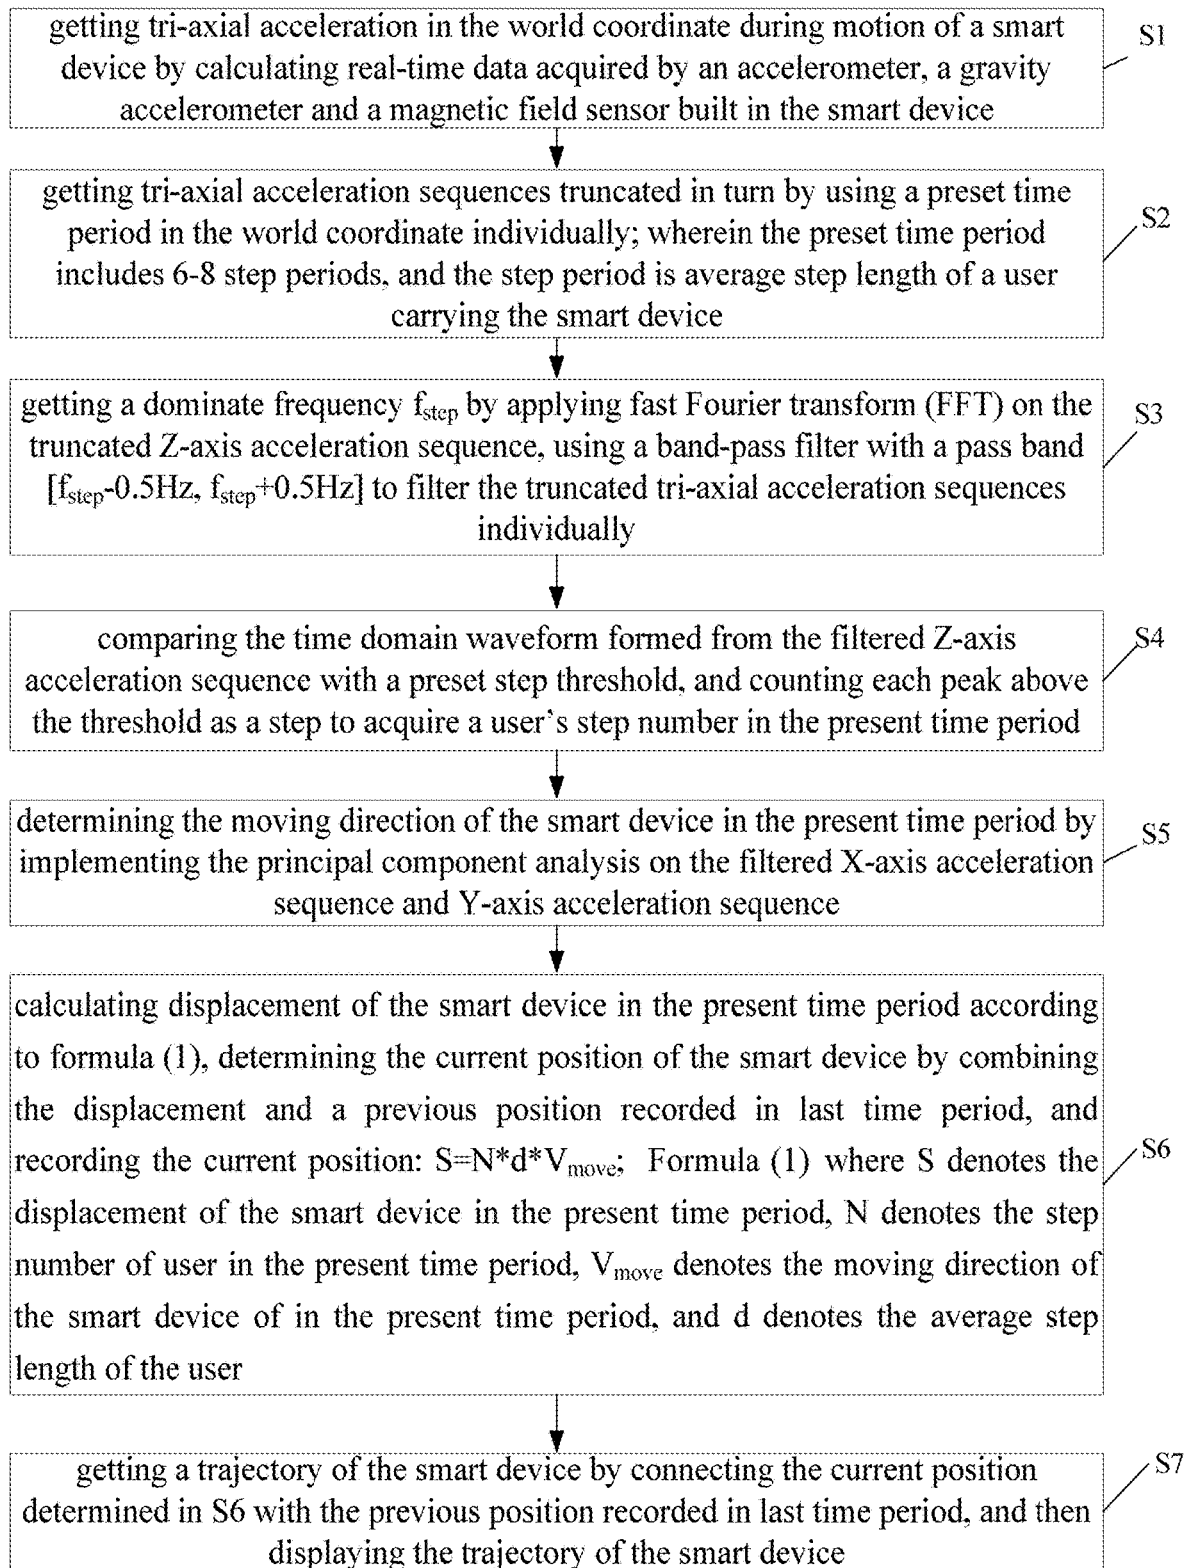 getting tri-axial acceleration in the world coordinate during motion of a smart
device by calculating real-time data acquired by an accelerometer, a gravity
accelerometer and a magnetic field sensor built in the smart device
S1
getting tri-axial acceleration sequences truncated in turn by using a preset time
period in the world coordinate individually; wherein the preset time period
includes 6-8 step periods, and the step period is average step length of a user
carrying the smart device
S2
getting a dominate frequency fstep by applying fast Fourier transform (FFT) on the
truncated Z-axis acceleration sequence, using a band-pass filter with a pass band
[fstep-0.5Hz, fstep+0.5Hz] to filter the truncated tri-axial acceleration sequences
individually
S3
comparing the time domain waveform formed from the filtered Z-axis
acceleration sequence with a preset step threshold, and counting each peak above
the threshold as a step to acquire a user's step number in the present time period
S4
determining the moving direction of the smart device in the present time period by
implementing the principal component analysis on the filtered X-axis acceleration
sequence and Y-axis acceleration sequence
S5
calculating displacement of the smart device in the present time period according
to formula (1), determining the current position of the smart device by combining
the displacement and a previous position recorded in last time period, and
recording the current position: S=N*d*Vmove; Formula (1) where S denotes the
displacement of the smart device in the present time period, N denotes the step
number of user in the present time period, Vmove denotes the moving direction of
the smart device of in the present time period, and d denotes the average step
length of the user
S6
getting a trajectory of the smart device by connecting the current position
determined in S6 with the previous position recorded in last time period, and then
displaying the trajectory of the smart device
S7